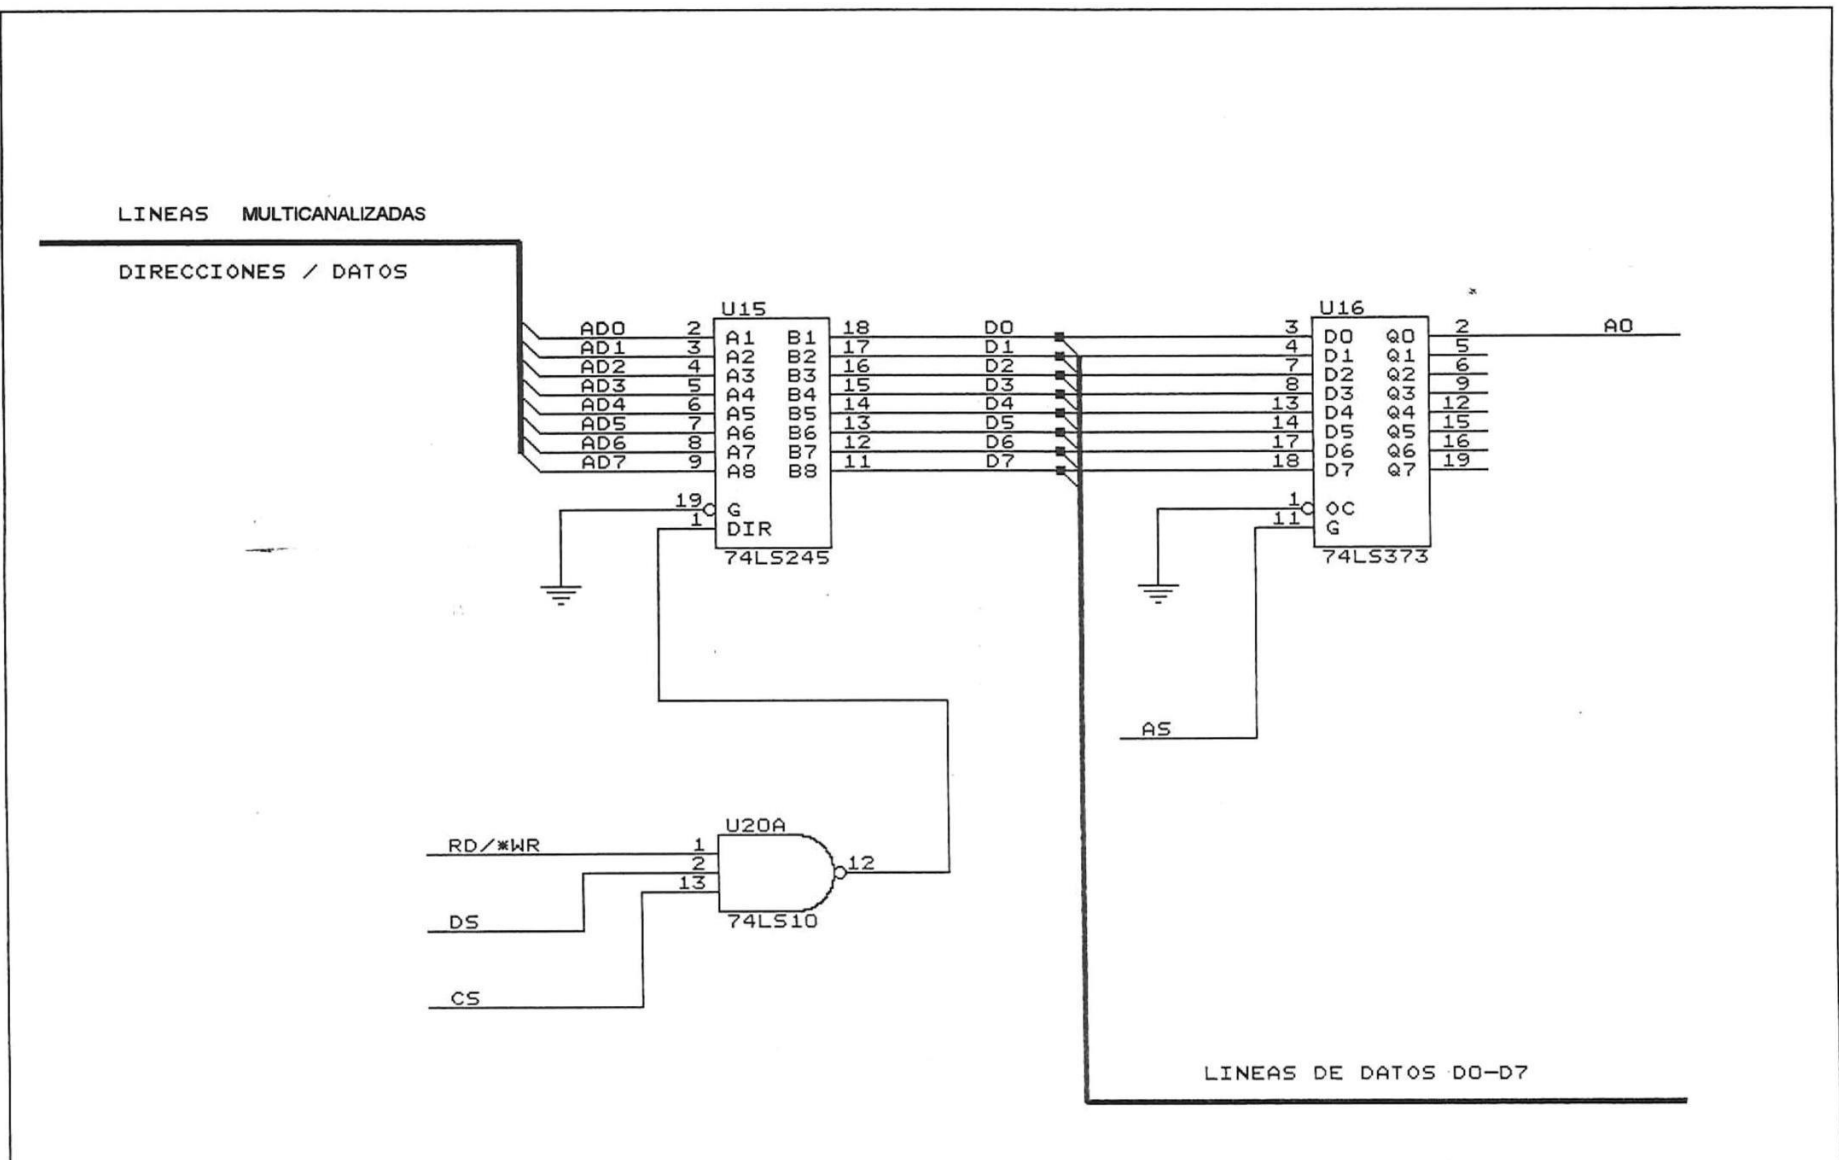 LINEAS MULTICANALIZADAS
DIRECCIONES / DATOS
U15
U16
AD0 2 A1 B1 18 D0 3 D0 Q0 2 A0
AD1 3 A2 B2 17 D1 4 D1 Q1 5
AD2 4 A3 B3 16 D2 7 D2 Q2 6
AD3 5 A4 B4 15 D3 8 D3 Q3 9
AD4 6 A5 B5 14 D4 13 D4 Q4 12
AD5 7 A6 B6 13 D5 14 D5 Q5 15
AD6 8 A7 B7 12 D6 17 D6 Q6 16
AD7 9 A8 B8 11 D7 18 D7 Q7 19
19 G 1 OC
1 DIR 11 G
74LS245 74LS373
AS
U20A
RD/*WR 1
2 12
13
DS 74LS10
CS
LINEAS DE DATOS D0-D7